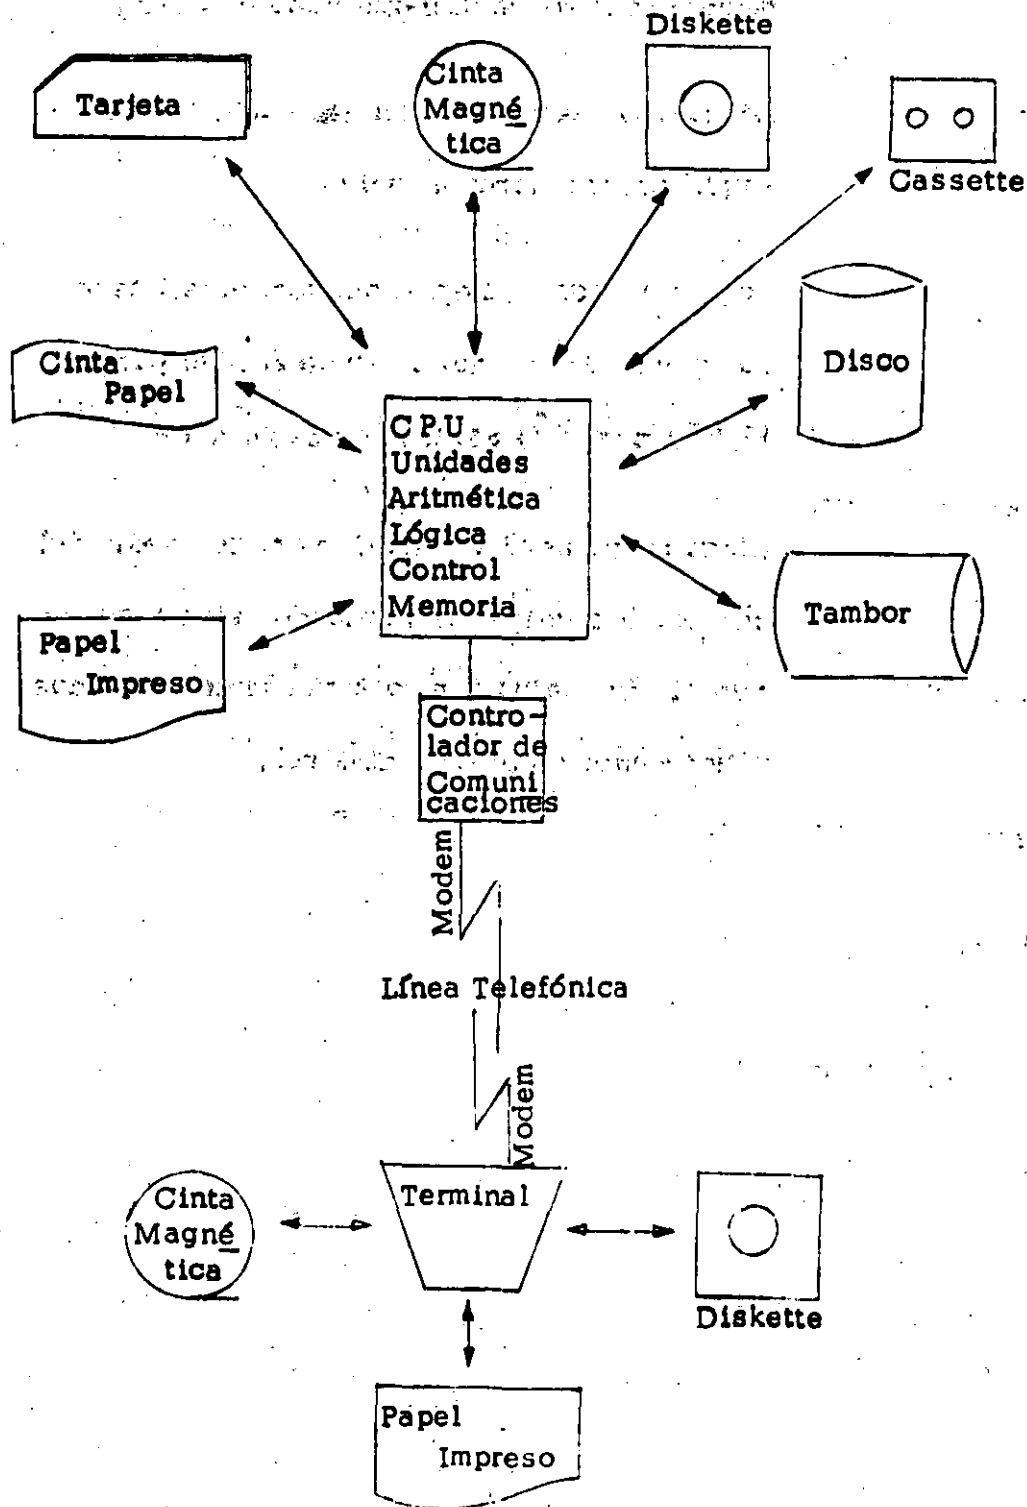 Diskette
Tarjeta
Cinta
Magné
tica
Cassette
Cinta
Papel
Disco
CPU
Unidades
Aritmética
Lógica
Control
Memoria
Tambor
Papel
Impreso
Contro-
lador de
Comuni
caciones
Modem
Línea Telefónica
Modem
Terminal
Cinta
Magné
tica
Diskette
Papel
Impreso